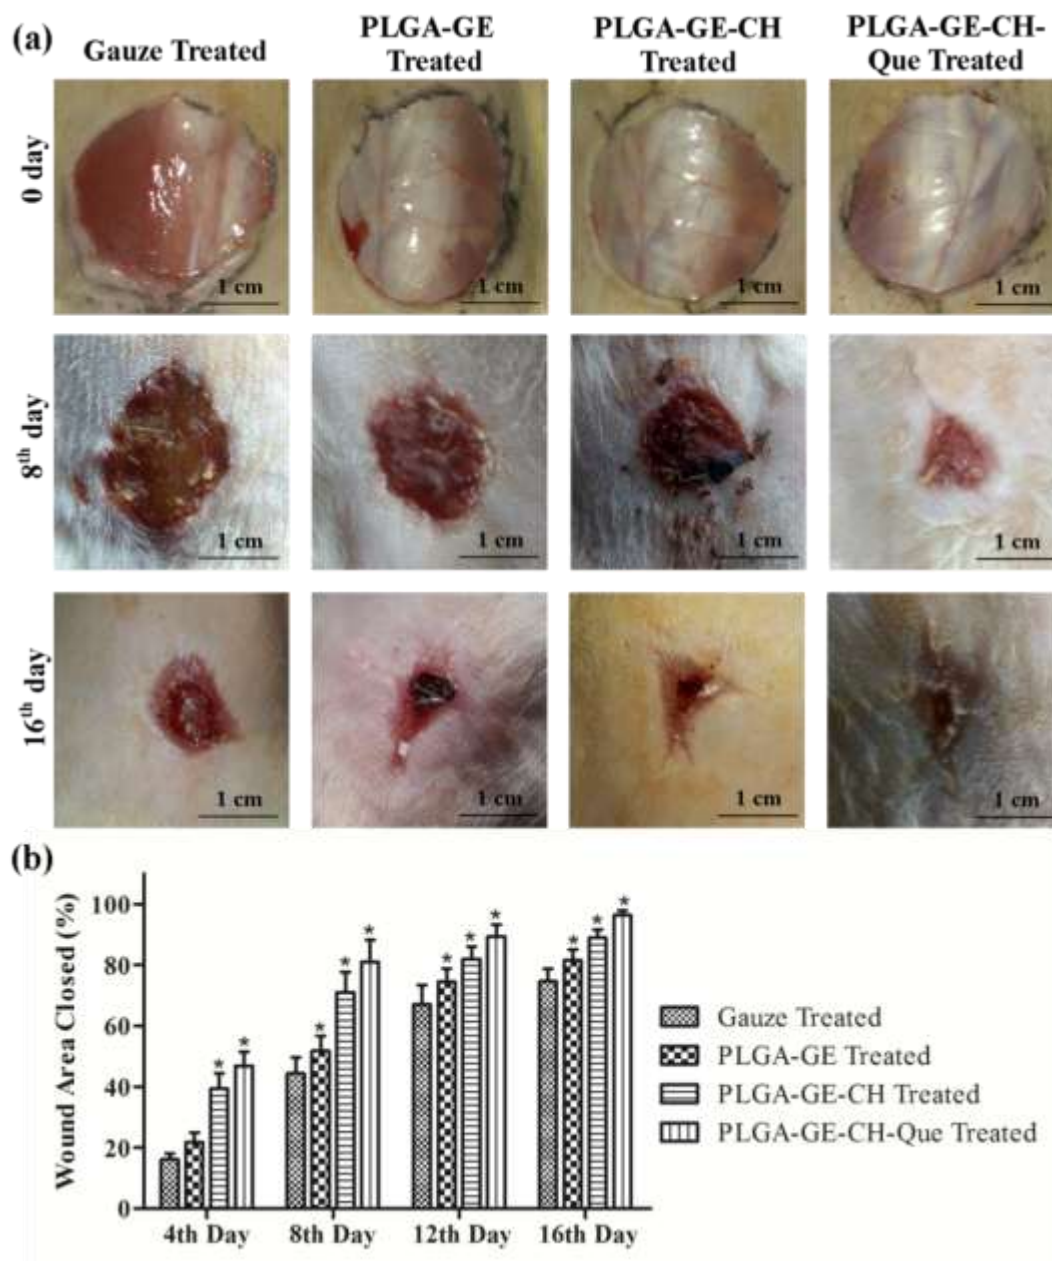 (a)
Gauze Treated
PLGA-GE
Treated
PLGA-GE-CH
Treated
PLGA-GE-CH-
Que Treated
0 day
1 cm
1 cm
1 cm
1 cm
8th day
1 cm
1 cm
1 cm
1 cm
16th day
1 cm
1 cm
1 cm
1 cm
(b)
Wound Area Closed (%)
100
80
60
40
20
0
* *
* * *
* * *
* * *
4th Day
8th Day
12th Day
16th Day
Gauze Treated
PLGA-GE Treated
PLGA-GE-CH Treated
PLGA-GE-CH-Que Treated